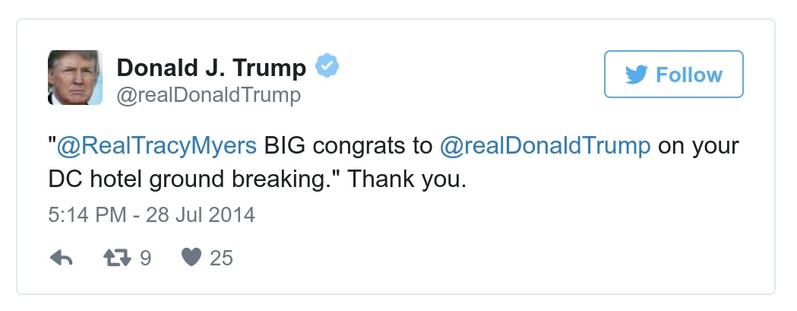 Donald J. Trump
@realDonaldTrump
Follow
"@RealTracyMyers BIG congrats to @realDonaldTrump on your
DC hotel ground breaking." Thank you.
5:14 PM - 28 Jul 2014
9 25